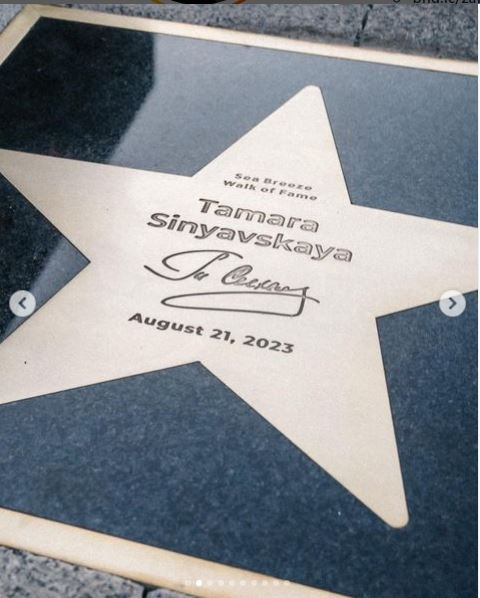 Sea Breeze
Walk of Fame
Tamara
Sinyavskaya
August 21, 2023